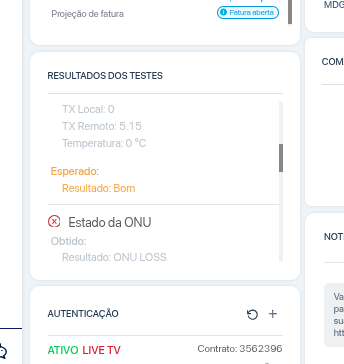 Projeção de fatura
Fatura aberta
MDG
RESULTADOS DOS TESTES
TX Local: 0
TX Remoto: 5.15
Temperatura: 0 °C
Esperado:
Resultado: Bom
Estado da ONU
Obtido:
Resultado: ONU LOSS
AUTENTICAÇÃO
ATIVO LIVE TV
Contrato: 3562396
COM
NOT
Va
pa
su
htt